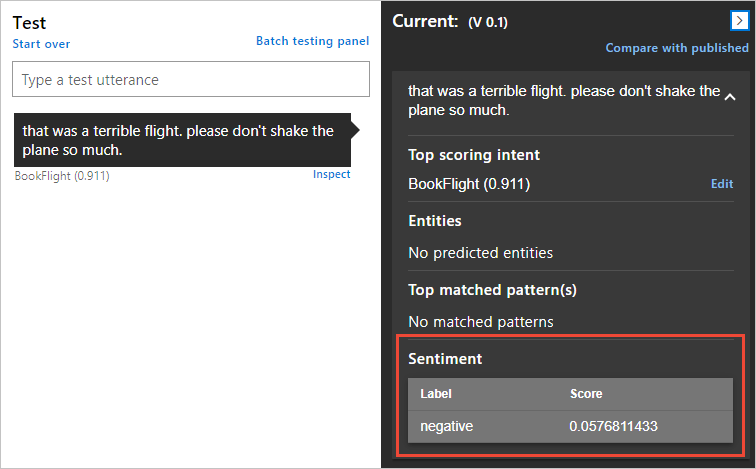 Test
Start over
Batch testing panel
Type a test utterance
that was a terrible flight. please don't shake the
plane so much.
BookFlight (0.911)
Inspect
Current: (V 0.1)
Compare with published
that was a terrible flight. please don't shake the
plane so much.
Top scoring intent
BookFlight (0.911)
Edit
Entities
No predicted entities
Top matched pattern(s)
No matched patterns
Sentiment
Label Score
negative 0.0576811433